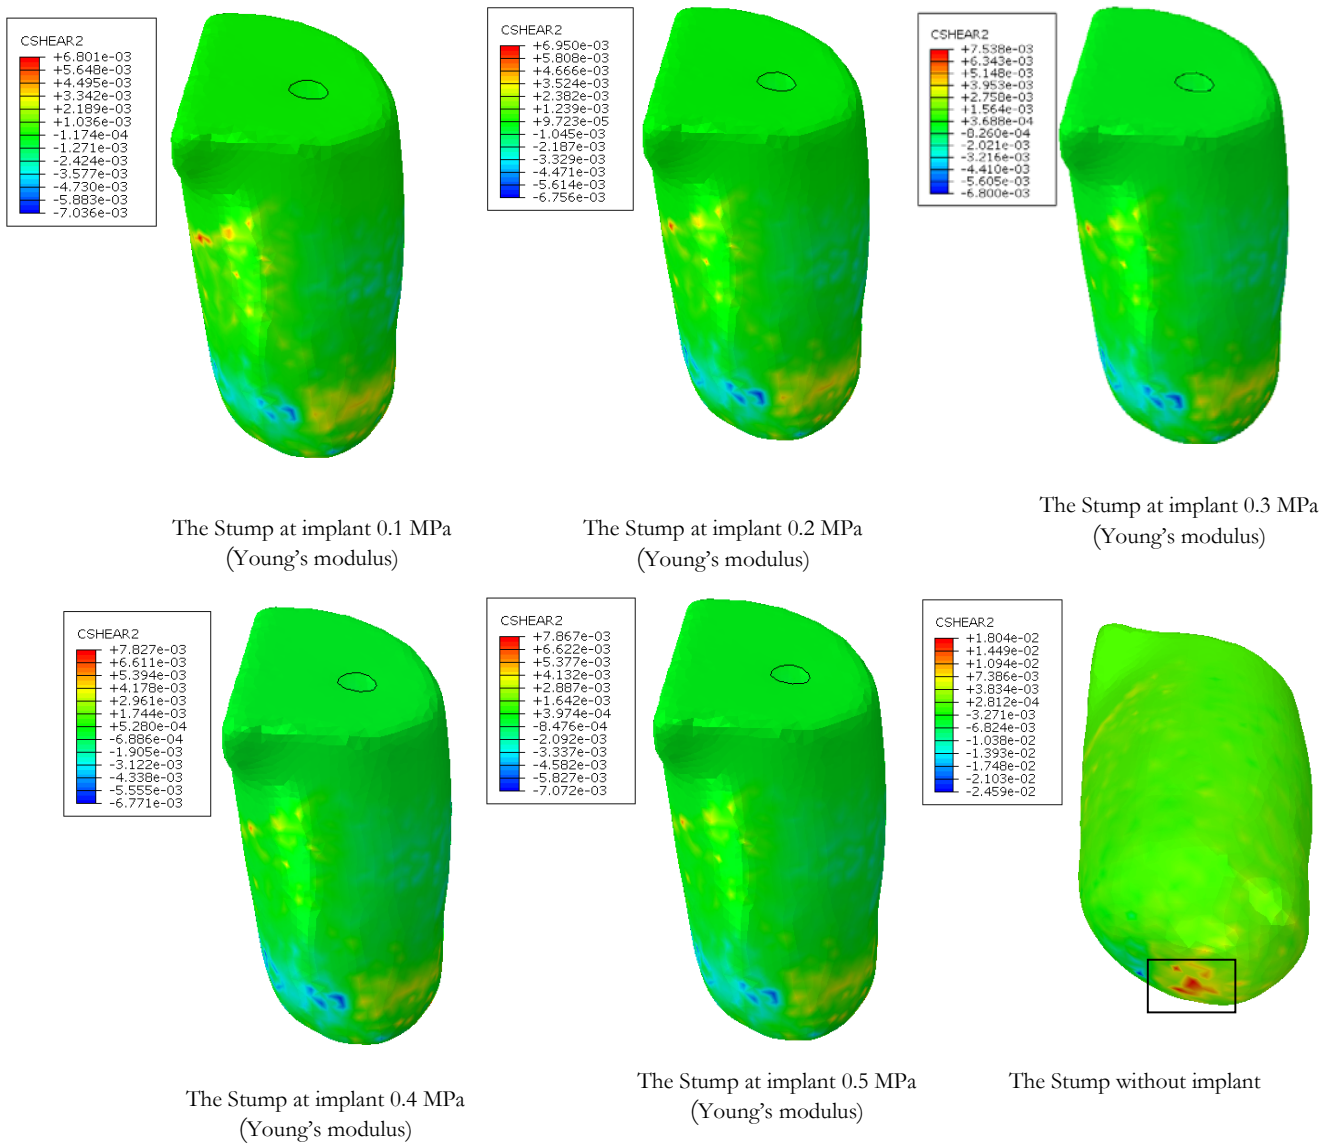 CSHEAR2
+6.801e-03
+5.648e-03
+4.495e-03
+3.342e-03
+2.189e-03
+1.036e-03
-1.174e-04
-1.271e-03
-2.424e-03
-3.577e-03
-4.730e-03
-5.883e-03
-7.036e-03
The Stump at implant 0.1 MPa
(Young’s modulus)
CSHEAR2
+6.950e-03
+5.808e-03
+4.666e-03
+3.524e-03
+2.382e-03
+1.239e-03
+9.723e-05
-1.045e-03
-2.187e-03
-3.329e-03
-4.471e-03
-5.614e-03
-6.756e-03
The Stump at implant 0.2 MPa
(Young’s modulus)
CSHEAR2
+7.538e-03
+6.343e-03
+5.148e-03
+3.953e-03
+2.758e-03
+1.564e-03
+3.688e-04
-8.260e-04
-2.021e-03
-3.216e-03
-4.410e-03
-5.605e-03
-6.800e-03
The Stump at implant 0.3 MPa
(Young’s modulus)
CSHEAR2
+7.827e-03
+6.611e-03
+5.394e-03
+4.178e-03
+2.961e-03
+1.744e-03
+5.280e-04
-6.886e-04
-1.905e-03
-3.122e-03
-4.338e-03
-5.555e-03
-6.771e-03
The Stump at implant 0.4 MPa
(Young’s modulus)
CSHEAR2
+7.867e-03
+6.622e-03
+5.377e-03
+4.132e-03
+2.887e-03
+1.642e-03
+3.974e-04
-8.476e-04
-2.092e-03
-3.337e-03
-4.582e-03
-5.827e-03
-7.072e-03
The Stump at implant 0.5 MPa
(Young’s modulus)
CSHEAR2
+1.804e-02
+1.449e-02
+1.094e-02
+7.386e-03
+3.834e-03
+2.812e-04
-3.271e-03
-6.824e-03
-1.038e-02
-1.393e-02
-1.748e-02
-2.103e-02
-2.459e-02
The Stump without implant